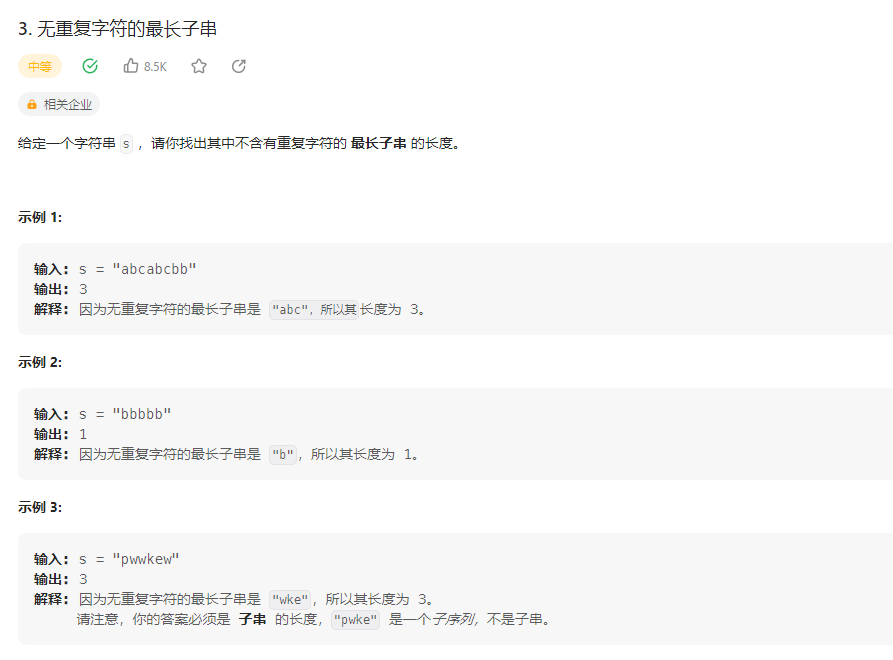 3. 无重复字符的最长子串
中等 8.5K
相关企业
给定一个字符串 s ，请你找出其中不含有重复字符的 最长子串 的长度。
示例 1:
输入: s = "abcabcbb"
输出: 3
解释: 因为无重复字符的最长子串是 "abc"，所以其长度为 3。
示例 2:
输入: s = "bbbbb"
输出: 1
解释: 因为无重复字符的最长子串是 "b"，所以其长度为 1。
示例 3:
输入: s = "pwwkew"
输出: 3
解释: 因为无重复字符的最长子串是 "wke"，所以其长度为 3。
请注意，你的答案必须是 子串 的长度，"pwke" 是一个子序列，不是子串。